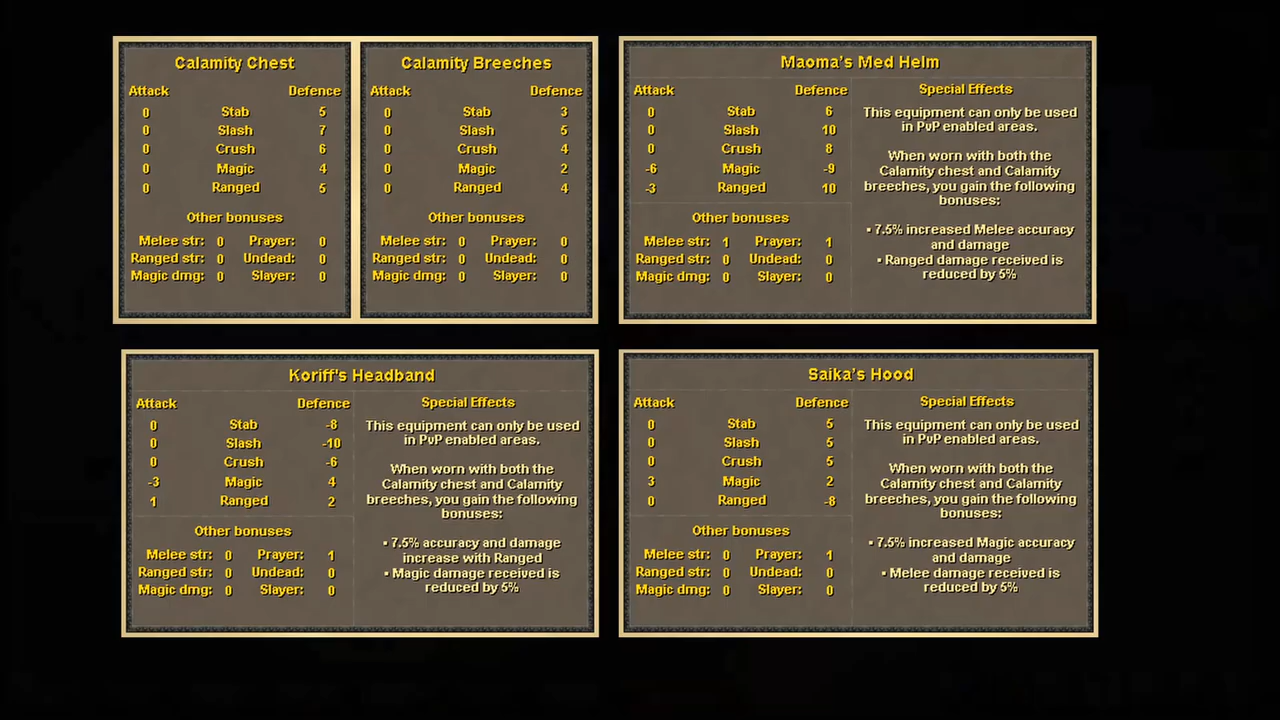 Calamity Chest
Attack Defence
0 Stab 5
0 Slash 7
0 Crush 6
0 Magic 4
0 Ranged 5
Other bonuses
Melee str: 0 Prayer: 0
Ranged str: 0 Undead: 0
Magic dmg: 0 Slayer: 0
Calamity Breeches
Attack Defence
0 Stab 3
0 Slash 5
0 Crush 4
0 Magic 2
0 Ranged 4
Other bonuses
Melee str: 0 Prayer: 0
Ranged str: 0 Undead: 0
Magic dmg: 0 Slayer: 0
Maoma's Med Helm
Attack Defence
0 Stab 6
0 Slash 10
0 Crush 8
-6 Magic -9
-3 Ranged 10
Other bonuses
Melee str: 1 Prayer: 1
Ranged str: 0 Undead: 0
Magic dmg: 0 Slayer: 0
Special Effects
This equipment can only be used
in PvP enabled areas.
When worn with both the
Calamity chest and Calamity
breeches, you gain the following
bonuses:
▪ 7.5% increased Melee accuracy
and damage
▪ Ranged damage received is
reduced by 5%
Koriff's Headband
Attack Defence
0 Stab -8
0 Slash -10
0 Crush -6
-3 Magic 4
1 Ranged 2
Other bonuses
Melee str: 0 Prayer: 1
Ranged str: 0 Undead: 0
Magic dmg: 0 Slayer: 0
Special Effects
This equipment can only be used
in PvP enabled areas.
When worn with both the
Calamity chest and Calamity
breeches, you gain the following
bonuses:
▪ 7.5% accuracy and damage
increase with Ranged
▪ Magic damage received is
reduced by 5%
Saika's Hood
Attack Defence
0 Stab 5
0 Slash 5
0 Crush 5
3 Magic 2
0 Ranged -8
Other bonuses
Melee str: 0 Prayer: 1
Ranged str: 0 Undead: 0
Magic dmg: 0 Slayer: 0
Special Effects
This equipment can only be used
in PvP enabled areas.
When worn with both the
Calamity chest and Calamity
breeches, you gain the following
bonuses:
▪ 7.5% increased Magic accuracy
and damage
▪ Melee damage received is
reduced by 5%